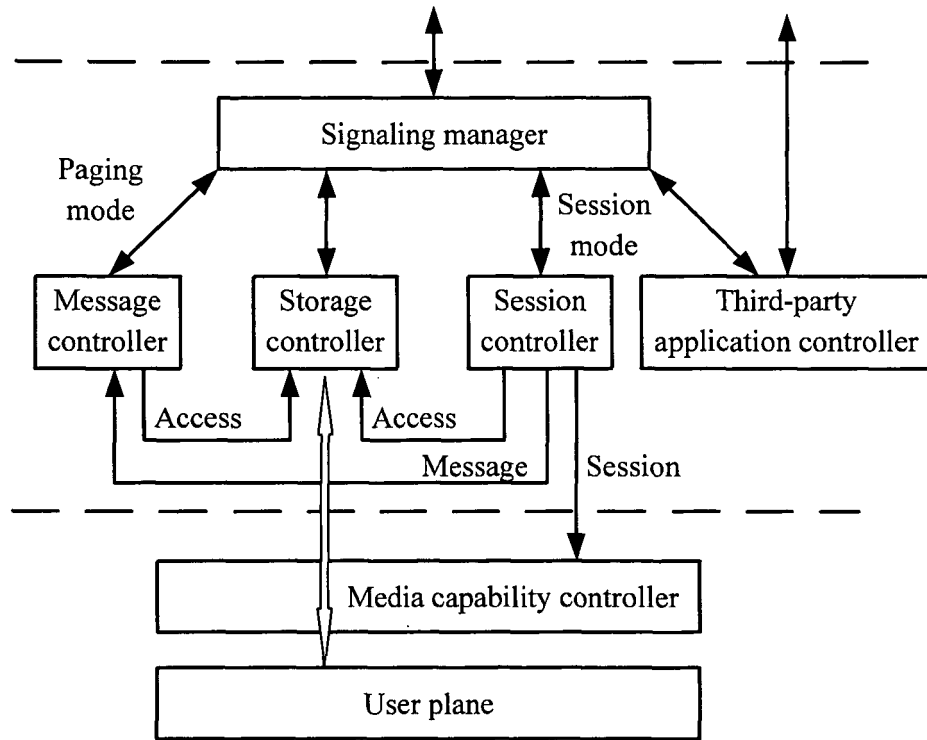 Signaling manager
Paging
mode
Session
mode
Message
controller
Storage
controller
Session
controller
Third-party
application controller
Access
Access
Message
Session
Media capability controller
User plane